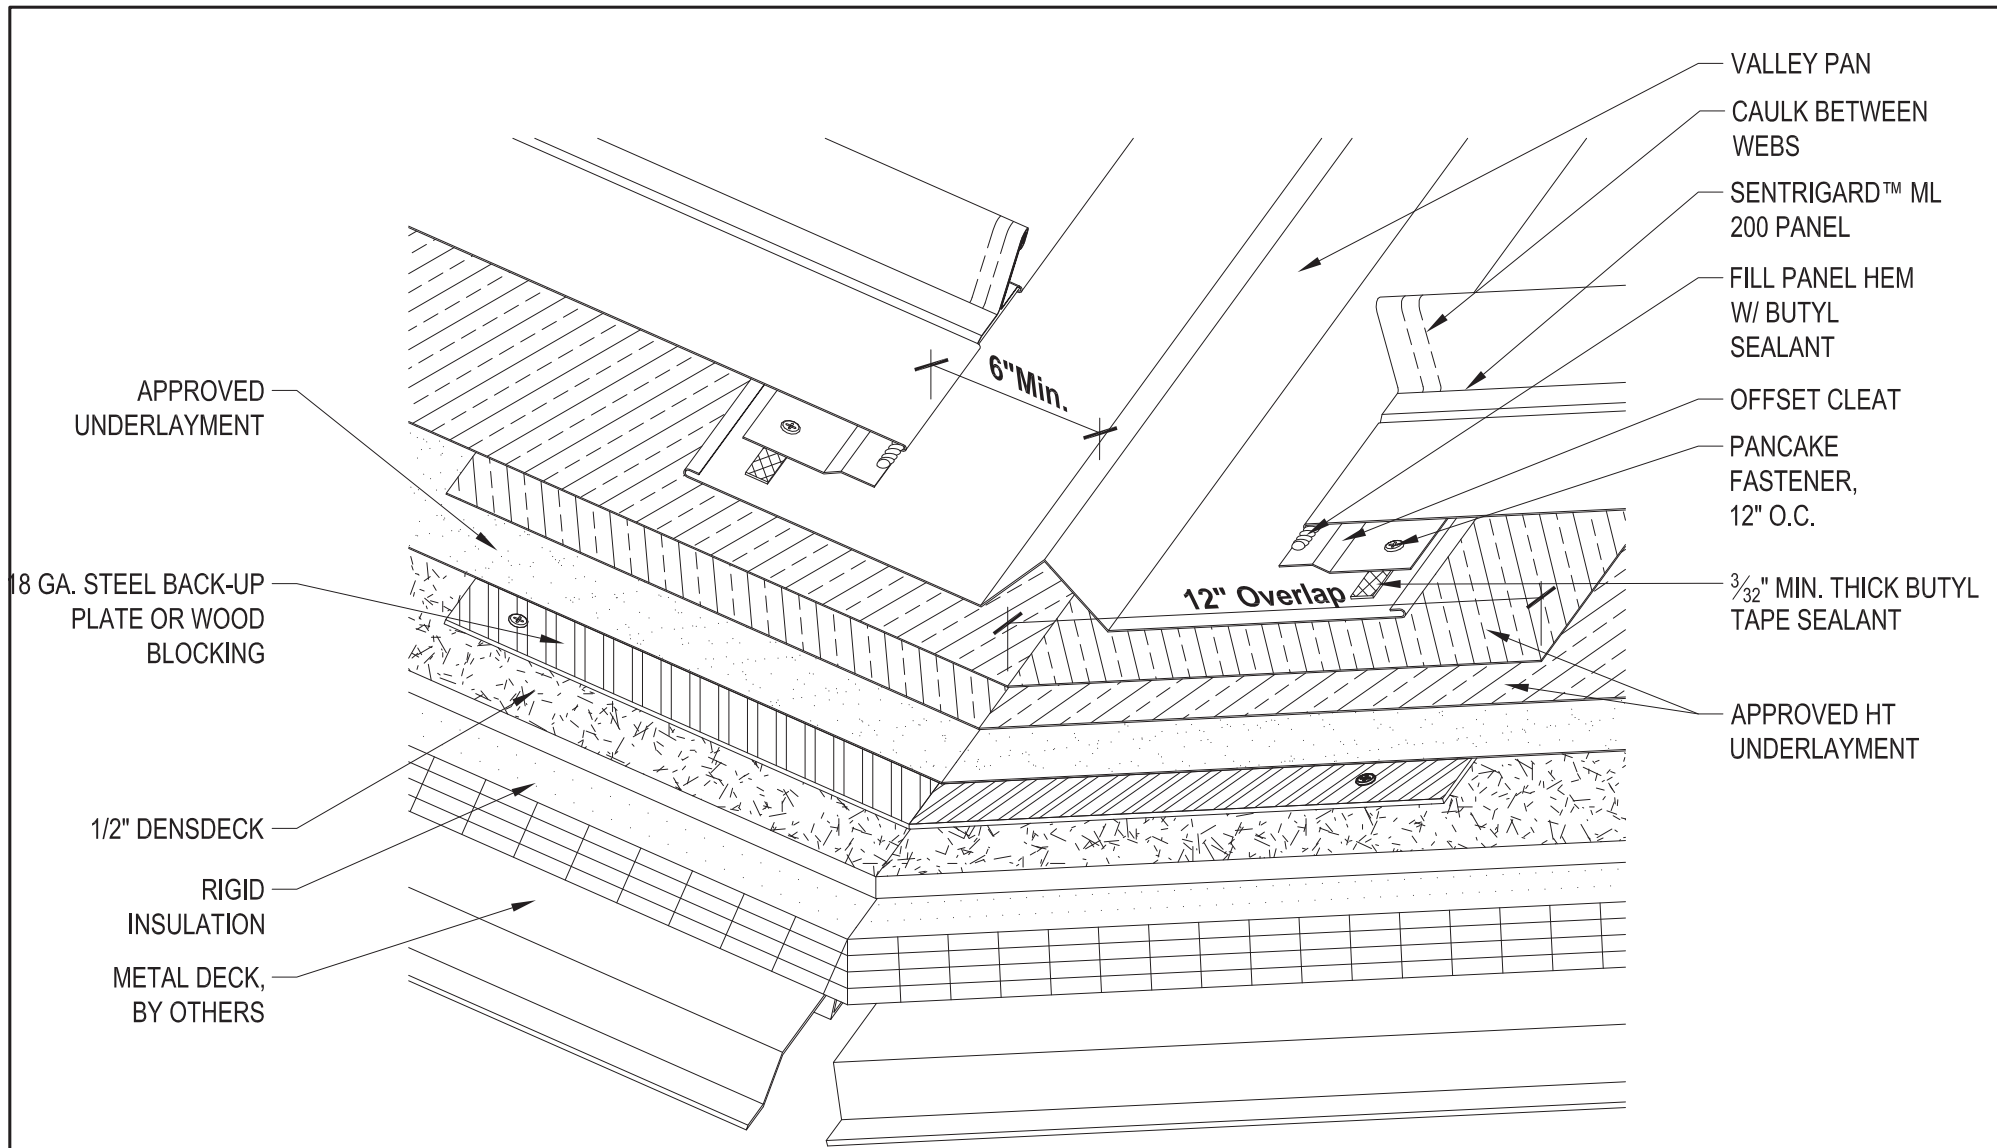 VALLEY PAN
CAULK BETWEEN
WEBS
SENTRIGARD™ ML
200 PANEL
FILL PANEL HEM
W/ BUTYL
SEALANT
OFFSET CLEAT
PANCAKE
FASTENER,
12" O.C.
3/32" MIN. THICK BUTYL
TAPE SEALANT
APPROVED HT
UNDERLAYMENT
6"Min.
12" Overlap
APPROVED
UNDERLAYMENT
18 GA. STEEL BACK-UP
PLATE OR WOOD
BLOCKING
1/2" DENSDECK
RIGID
INSULATION
METAL DECK,
BY OTHERS